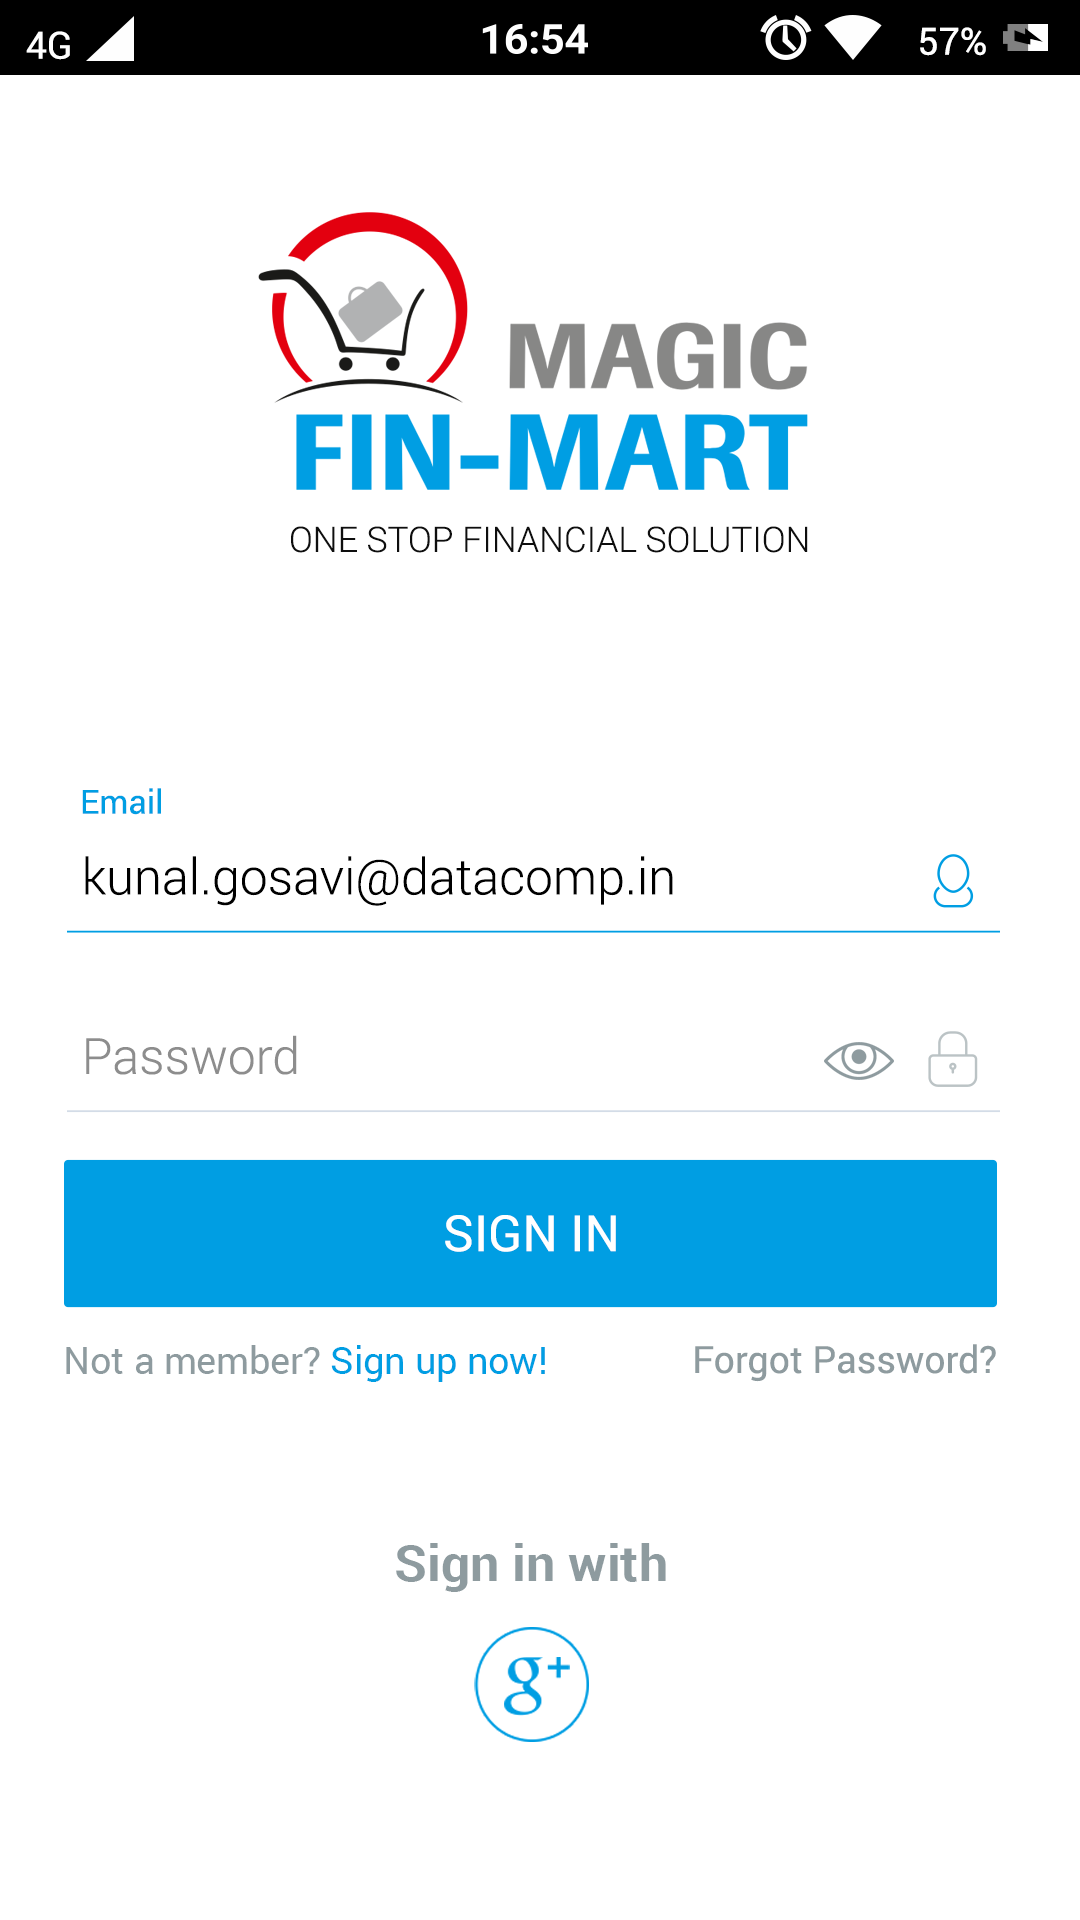 4G 16:54 57%
MAGIC
FIN-MART
ONE STOP FINANCIAL SOLUTION
Email
kunal.gosavi@datacomp.in
Password
SIGN IN
Not a member? Sign up now! Forgot Password?
Sign in with
g+